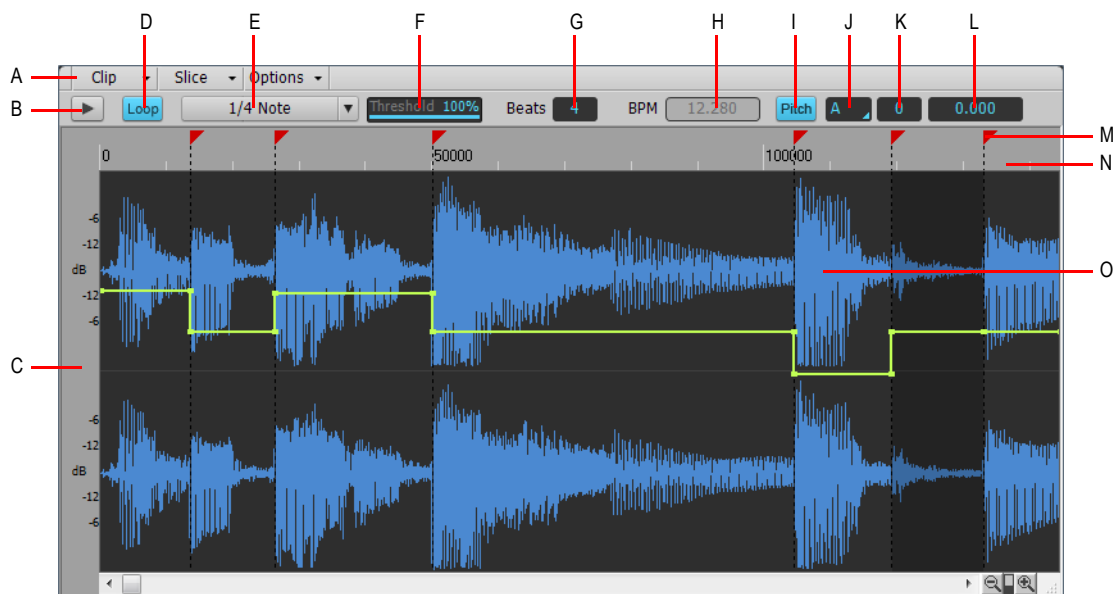 D E F G H I J K L
A Clip Slice Options
B Loop 1/4 Note Threshold 100% Beats 4 BPM 12.280 Pitch A 0 0.000
M
0 50000 100000
N
-6
-12
dB
O
-12
-6
C
-6
-12
dB
-12
-6